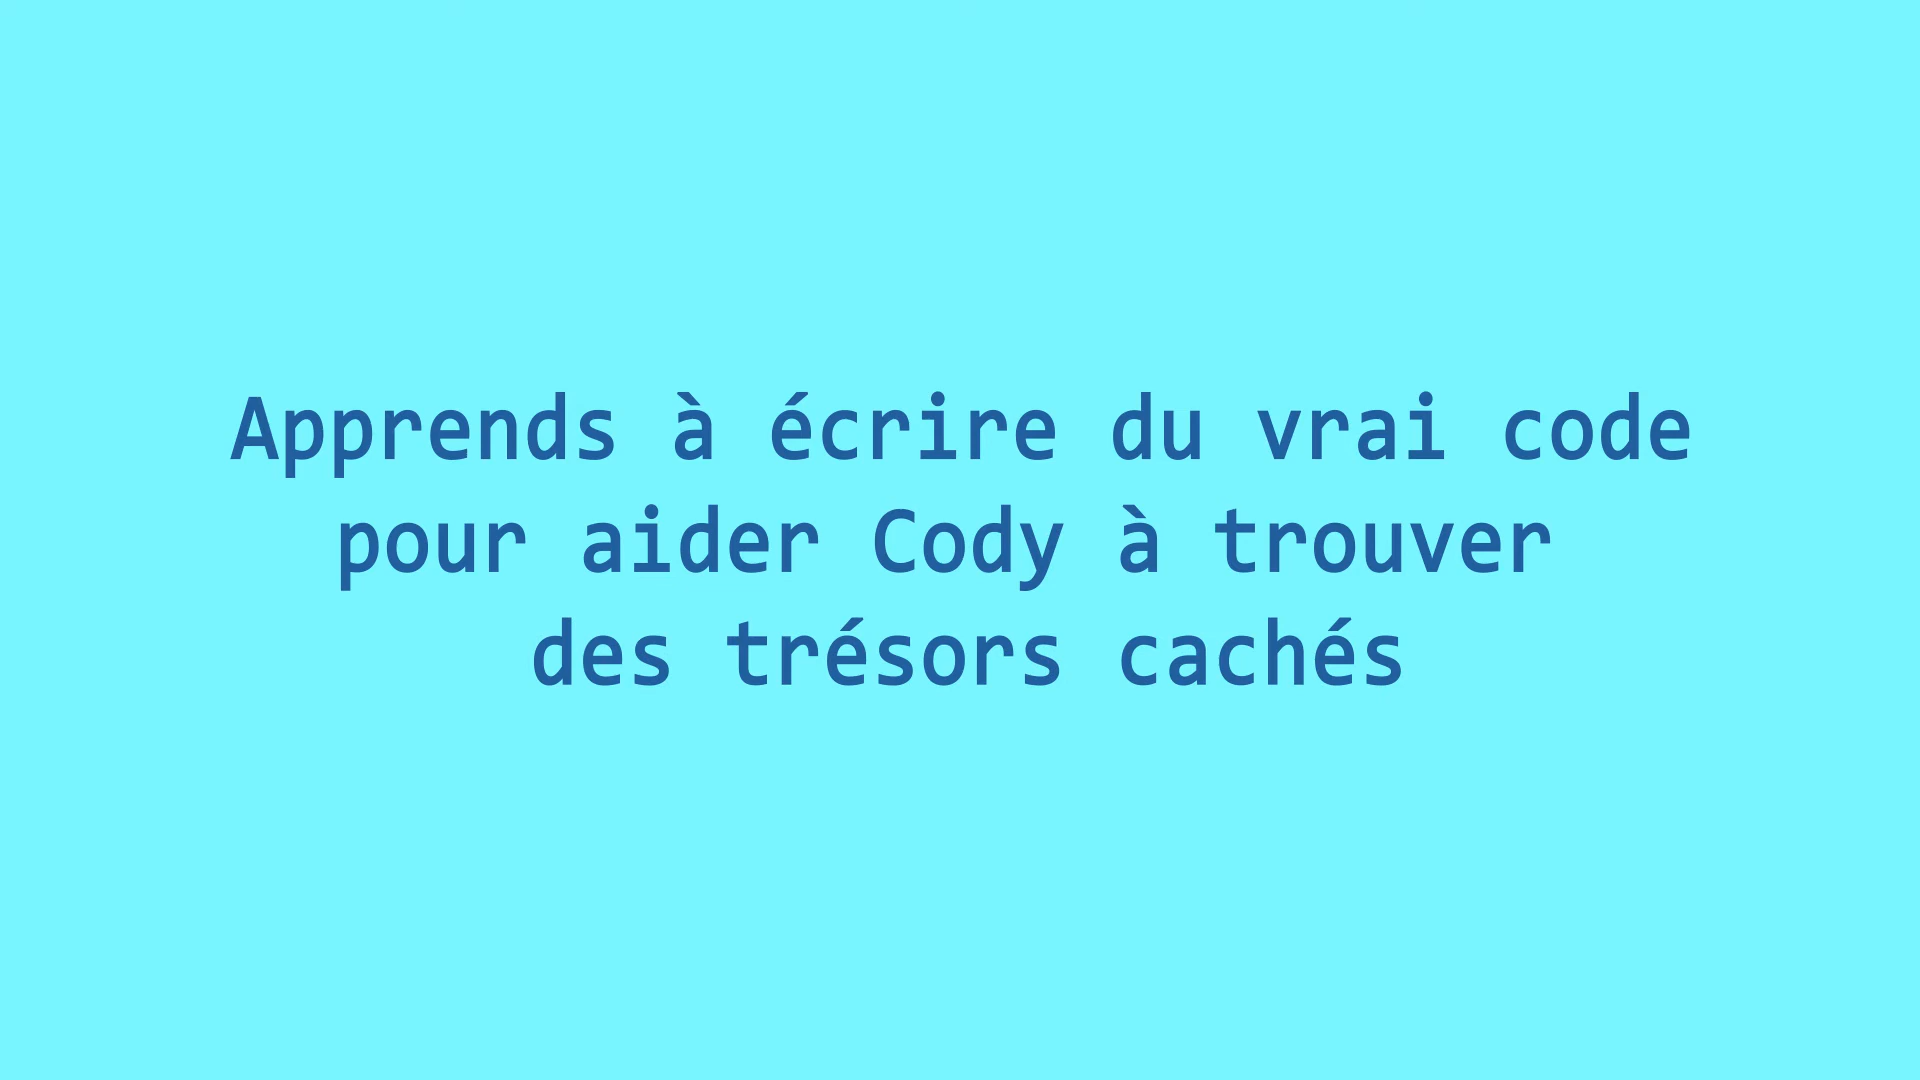 Apprends à écrire du vrai code
pour aider Cody à trouver
des trésors cachés